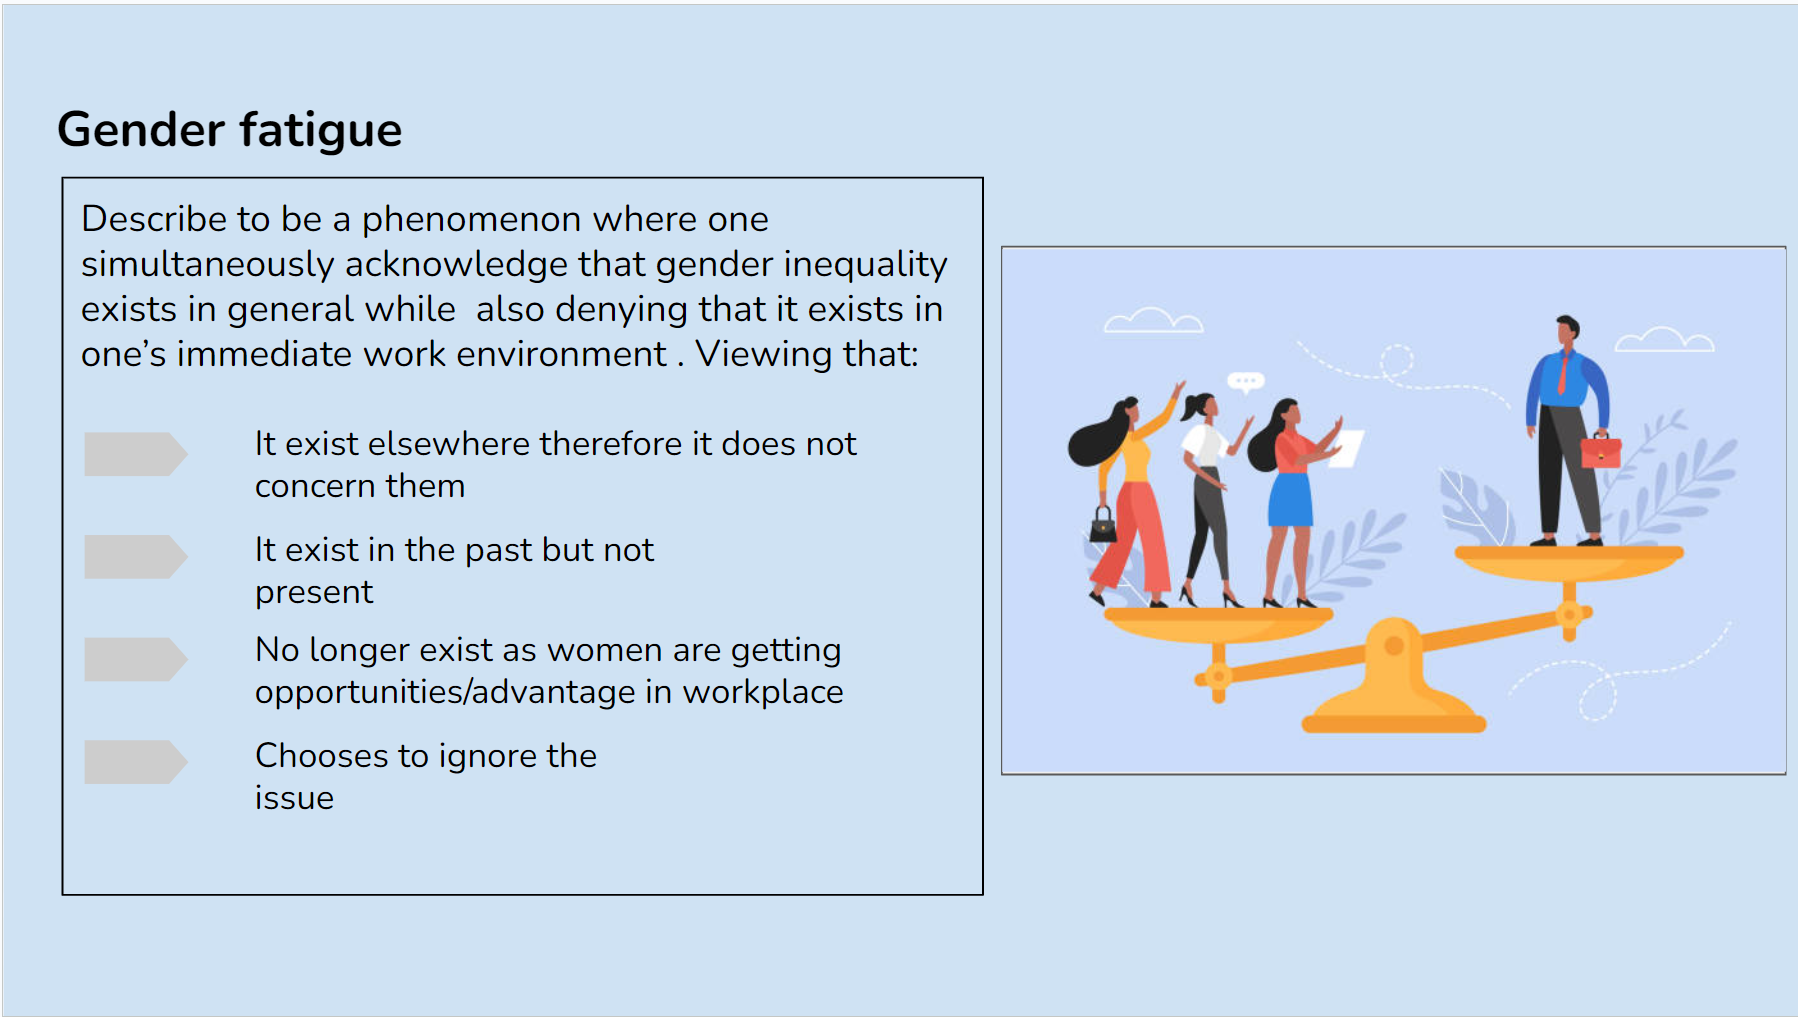 Gender fatigue
Describe to be a phenomenon where one
simultaneously acknowledge that gender inequality
exists in general while  also denying that it exists in
one’s immediate work environment . Viewing that:
It exist elsewhere therefore it does not
concern them
It exist in the past but not
present
No longer exist as women are getting
opportunities/advantage in workplace
Chooses to ignore the
issue